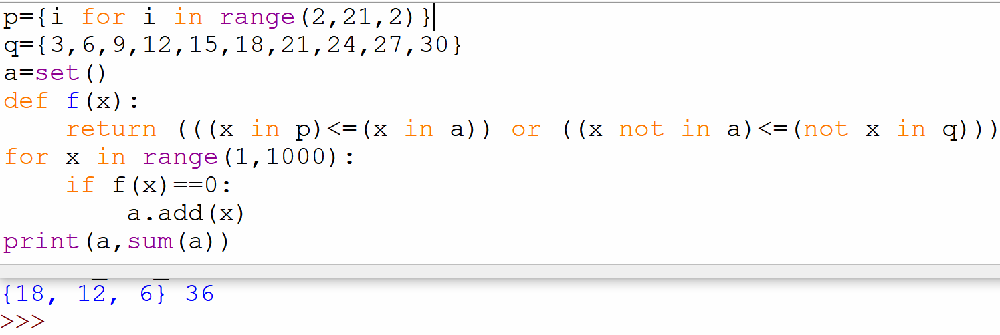 p={i for i in range(2,21,2)}
q={3,6,9,12,15,18,21,24,27,30}
a=set()
def f(x):
    return (((x in p)<=(x in a)) or ((x not in a)<=(not x in q)))
for x in range(1,1000):
    if f(x)==0:
        a.add(x)
print(a,sum(a))
{18, 12, 6} 36
>>>